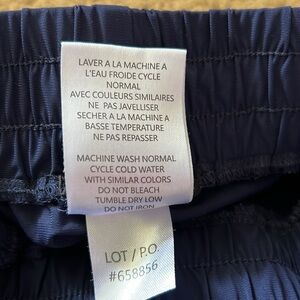 LAVER A LA MACHINE A
L'EAU FROIDE CYCLE
NORMAL
AVEC COULEURS SIMILAIRES
NE PAS JAVELLISER
SECHER A LA MACHINE A
BASSE TEMPERATURE
NE PAS REPASSER
MACHINE WASH NORMAL
CYCLE COLD WATER
WITH SIMILAR COLORS
DO NOT BLEACH
TUMBLE DRY LOW
DO NOT IRON
LOT / P.O.
#658856